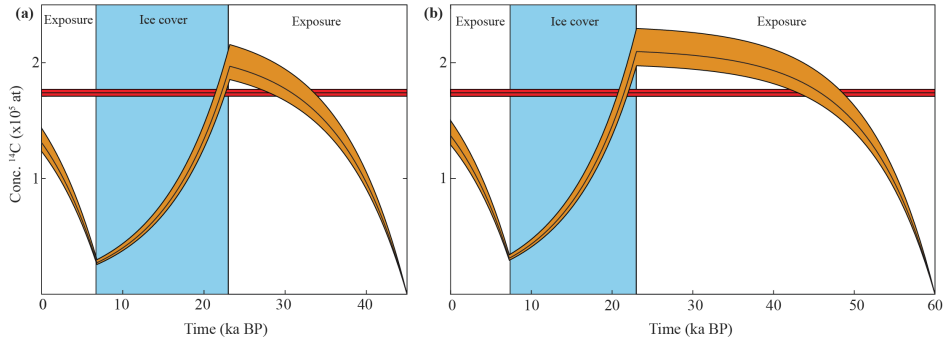 (a) Exposure Ice cover Exposure
2
1
Conc. ¹⁴C (x10⁵ at)
0 10 20 30 40
Time (ka BP)
(b) Exposure Ice cover Exposure
2
1
0 10 20 30 40 50 60
Time (ka BP)